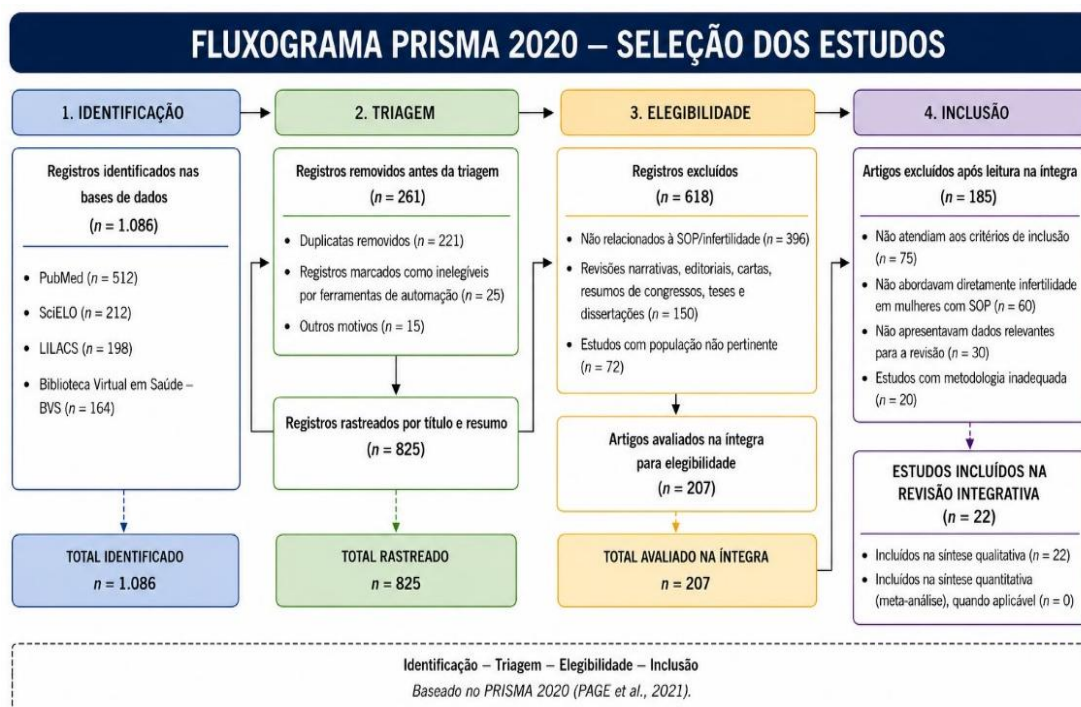 FLUXOGRAMA PRISMA 2020 – SELEÇÃO DOS ESTUDOS
1. IDENTIFICAÇÃO
Registros identificados nas
bases de dados
(n = 1.086)
• PubMed (n = 512)
• SciELO (n = 212)
• LILACS (n = 198)
• Biblioteca Virtual em Saúde –
BVS (n = 164)
TOTAL IDENTIFICADO
n = 1.086
2. TRIAGEM
Registros removidos antes da triagem
(n = 261)
• Duplicatas removidos (n = 221)
• Registros marcados como inelegíveis
por ferramentas de automação (n = 25)
• Outros motivos (n = 15)
Registros rastreados por título e resumo
(n = 825)
TOTAL RASTREADO
n = 825
3. ELEGIBILIDADE
Registros excluídos
(n = 618)
• Não relacionados à SOP/infertilidade (n = 396)
• Revisões narrativas, editoriais, cartas,
resumos de congressos, teses e
dissertações (n = 150)
• Estudos com população não pertinente
(n = 72)
Artigos avaliados na íntegra
para elegibilidade
(n = 207)
TOTAL AVALIADO NA ÍNTEGRA
n = 207
4. INCLUSÃO
Artigos excluídos após leitura na íntegra
(n = 185)
• Não atendiam aos critérios de inclusão
(n = 75)
• Não abordavam diretamente infertilidade
em mulheres com SOP (n = 60)
• Não apresentavam dados relevantes
para a revisão (n = 30)
• Estudos com metodologia inadequada
(n = 20)
ESTUDOS INCLUÍDOS NA
REVISÃO INTEGRATIVA
(n = 22)
• Incluídos na síntese qualitativa (n = 22)
• Incluídos na síntese quantitativa
(meta-análise), quando aplicável (n = 0)
Identificação – Triagem – Elegibilidade – Inclusão
Baseado no PRISMA 2020 (PAGE et al., 2021).